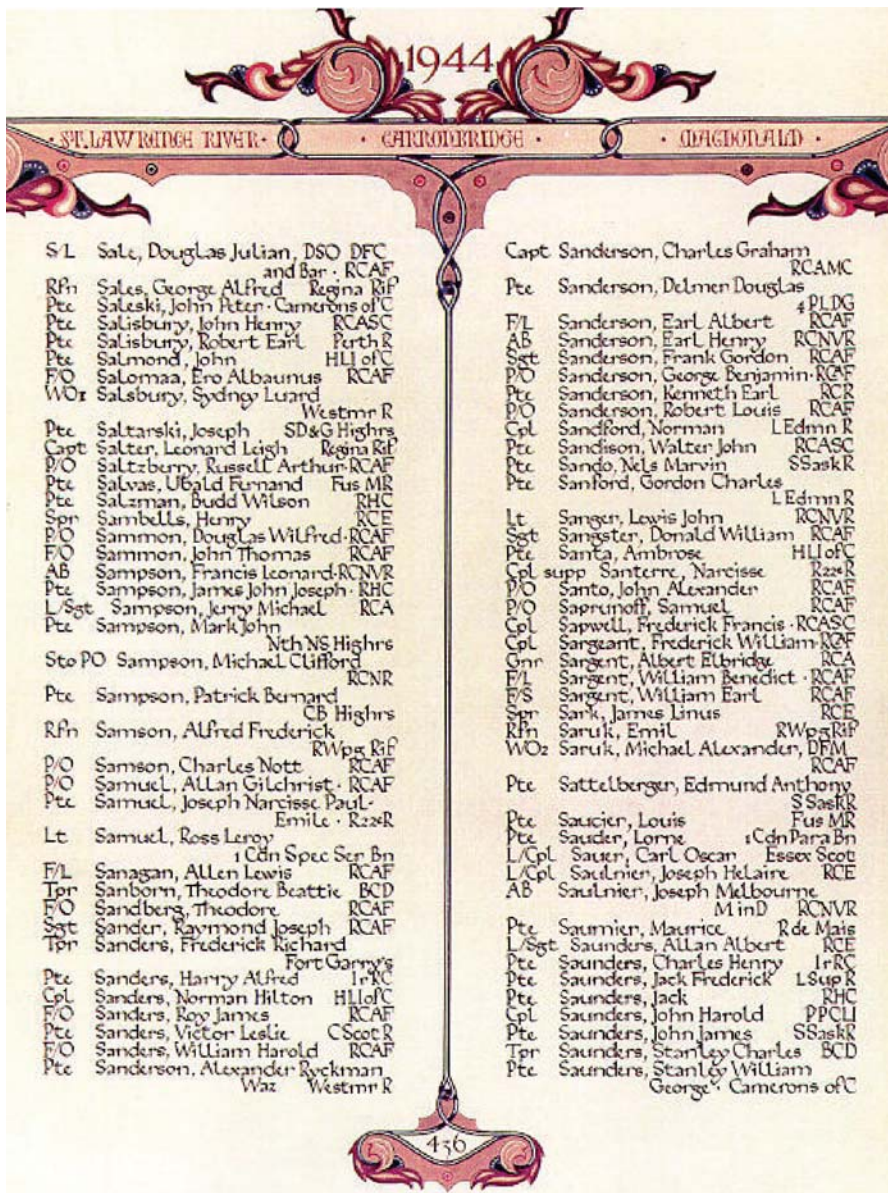 1944
· ST. LAWRENCE RIVER · · CARRONBRIDGE · · MACDONALD ·
S/L Sale, Douglas Julian, DSO DFC
and Bar · RCAF
Rfn Sales, George Alfred Regina Rif
Pte Saleski, John Peter · Camerons of C
Pte Salisbury, John Henry RCASC
Pte Salisbury, Robert Earl Perth R
Pte Salmond, John HLI of C
F/O Salomaa, Ero Albaunus RCAF
WO1 Salsbury, Sydney Luard
Westmr R
Pte Saltarski, Joseph SD&G Highrs
Capt Salter, Leonard Leigh Regina Rif
P/O Saltzberry, Russell Arthur · RCAF
Pte Salvas, Ubald Fernand Fus MR
Pte Salzman, Budd Wilson RHC
Spr Sambells, Henry RCE
P/O Sammon, Douglas Wilfred · RCAF
F/O Sammon, John Thomas RCAF
AB Sampson, Francis Leonard · RCNVR
Pte Sampson, James John Joseph · RHC
L/Sgt Sampson, Jerry Michael RCA
Pte Sampson, Mark John
Nth NS Highrs
Sto PO Sampson, Michael Clifford
RCNR
Pte Sampson, Patrick Bernard
CB Highrs
Rfn Samson, Alfred Frederick
RWpg Rif
P/O Samson, Charles Nott RCAF
P/O Samuel, Allan Gilchrist · RCAF
Pte Samuel, Joseph Narcisse Paul-
Emile · R22eR
Lt Samuel, Ross Leroy
1 Cdn Spec Ser Bn
F/L Sanagan, Allen Lewis RCAF
Tpr Sanborn, Theodore Beattie BCD
F/O Sandberg, Theodore RCAF
Sgt Sander, Raymond Joseph RCAF
Tpr Sanders, Frederick Richard
Fort Garry's
Pte Sanders, Harry Alfred IrRC
Cpl Sanders, Norman Hilton HLI of C
F/O Sanders, Roy James RCAF
Pte Sanders, Victor Leslie C Scot R
F/O Sanders, William Harold RCAF
Pte Sanderson, Alexander Ryckman
Waz Westmr R
Capt Sanderson, Charles Graham
RCAMC
Pte Sanderson, Delmer Douglas
4 PLDG
F/L Sanderson, Earl Albert RCAF
AB Sanderson, Earl Henry RCNVR
Sgt Sanderson, Frank Gordon RCAF
P/O Sanderson, George Benjamin · RCAF
Pte Sanderson, Kenneth Earl RCR
P/O Sanderson, Robert Louis RCAF
Cpl Sandford, Norman L Edmn R
Pte Sandison, Walter John RCASC
Pte Sando, Nels Marvin SSaskR
Pte Sanford, Gordon Charles
L Edmn R
Lt Sanger, Lewis John RCNVR
Sgt Sangster, Donald William RCAF
Pte Santa, Ambrose HLI of C
Cpl supp Santerre, Narcisse R22eR
P/O Santo, John Alexander RCAF
P/O Saprunoff, Samuel RCAF
Cpl Sapwell, Frederick Francis · RCASC
Cpl Sargeant, Frederick William · RCAF
Gnr Sargent, Albert Elbridge RCA
F/L Sargent, William Benedict · RCAF
F/S Sargent, William Earl RCAF
Spr Sark, James Linus RCE
Rfn Saruk, Emil RWpg Rif
WO2 Saruk, Michael Alexander, DFM
RCAF
Pte Sattelberger, Edmund Anthony
SSaskR
Pte Saucier, Louis Fus MR
Pte Sauder, Lorne 1 Cdn Para Bn
L/Cpl Sauer, Carl Oscar Essex Scot
L/Cpl Saulnier, Joseph HeLaire RCE
AB Saulnier, Joseph Melbourne
M in D RCNVR
Pte Saumier, Maurice R de Mais
L/Sgt Saunders, Allan Albert RCE
Pte Saunders, Charles Henry IrRC
Pte Saunders, Jack Frederick L Sup R
Pte Saunders, Jack RHC
Cpl Saunders, John Harold PPCLI
Pte Saunders, John James SSaskR
Tpr Saunders, Stanley Charles BCD
Pte Saunders, Stanley William
George · Camerons of C
436